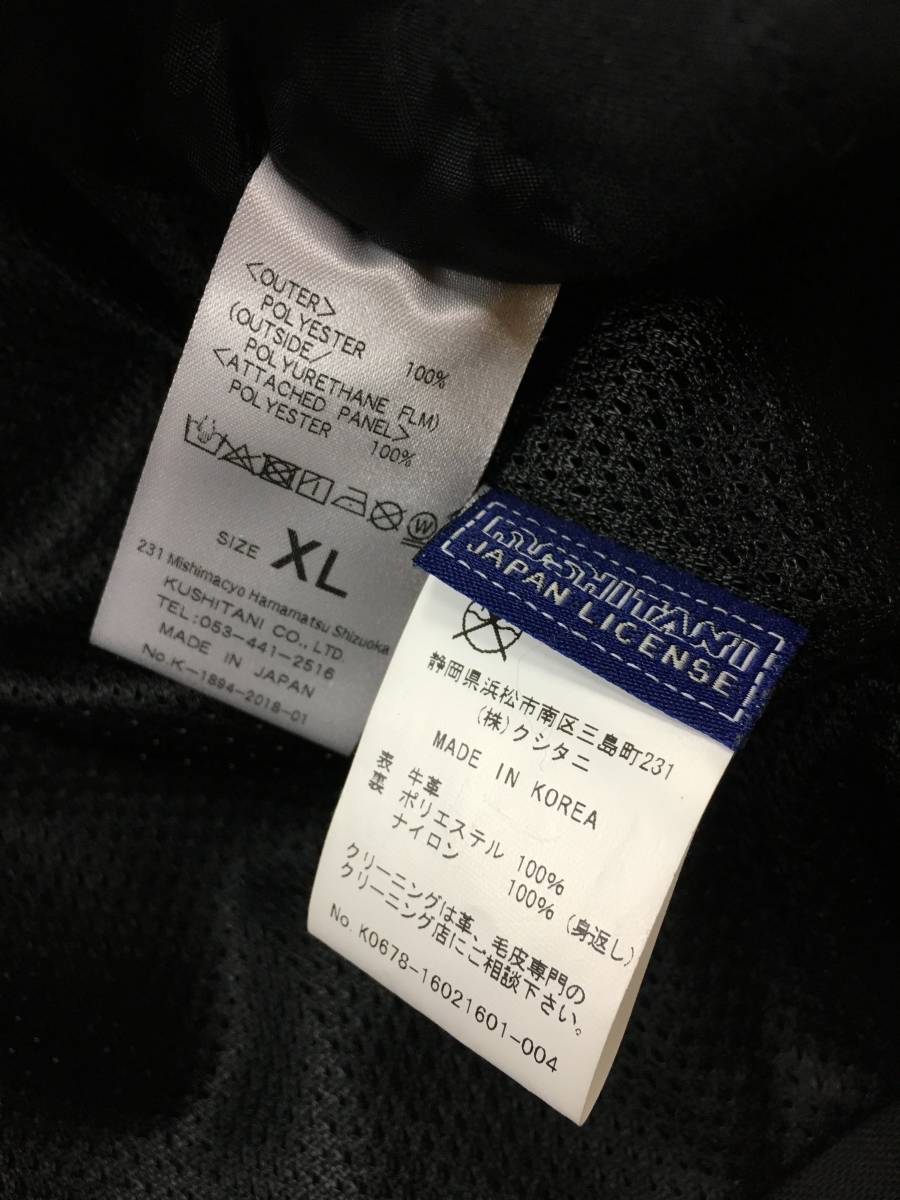 <OUTER>
POLYESTER 100%
(OUTSIDE/
POLYURETHANE FLM)
<ATTACHED PANEL>
POLYESTER 100%
W
SIZE XL
231 Mishimacyo Hamamatsu Shizuoka
KUSHITANI CO., LTD.
TEL:053-441-2516
MADE IN JAPAN
No.K-1894-2018-01
KUSHITANI
JAPAN LICENSE
静岡県浜松市南区三島町231
(株)クシタニ
MADE IN KOREA
表 牛革
裏 ポリエステル 100%
ナイロン 100% (身返し)
クリーニングは革、毛皮専門の
クリーニング店にご相談下さい。
No. K0678-16021601-004